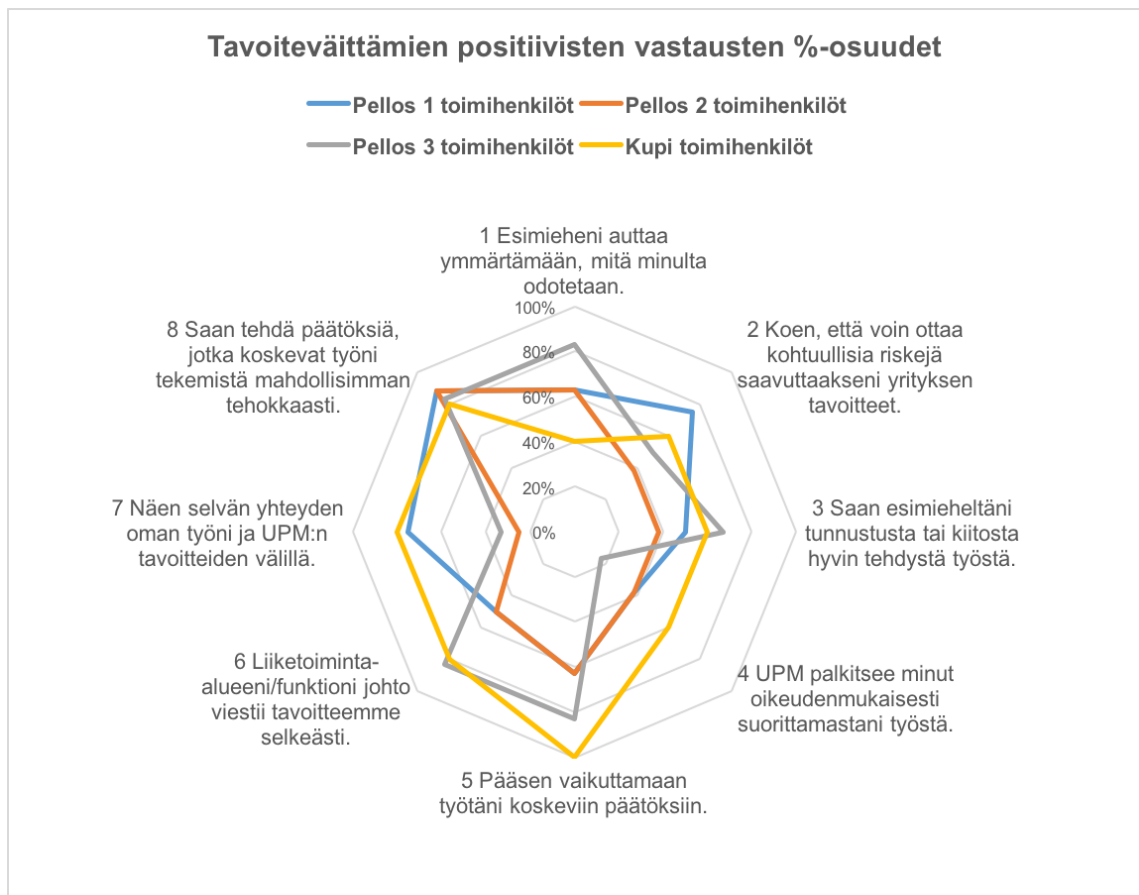 Tavoiteväittämien positiivisten vastausten %-osuudet
Pellos 1 toimihenkilöt
Pellos 2 toimihenkilöt
Pellos 3 toimihenkilöt
Kupi toimihenkilöt
1 Esimieheni auttaa
ymmärtämään, mitä minulta
odotetaan.
2 Koen, että voin ottaa
kohtuullisia riskejä
saavuttaakseni yrityksen
tavoitteet.
3 Saan esimieheltäni
tunnustusta tai kiitosta
hyvin tehdystä työstä.
4 UPM palkitsee minut
oikeudenmukaisesti
suorittamastani työstä.
5 Pääsen vaikuttamaan
työtäni koskeviin päätöksiin.
6 Liiketoiminta-
alueeni/funktioni johto
viestii tavoitteemme
selkeästi.
7 Näen selvän yhteyden
oman työni ja UPM:n
tavoitteiden välillä.
8 Saan tehdä päätöksiä,
jotka koskevat työni
tekemistä mahdollisimman
tehokkaasti.
100%
80%
60%
40%
20%
0%